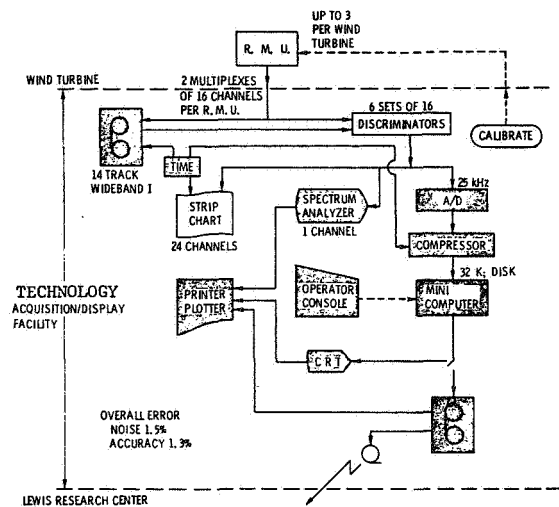 UP TO 3
PER WIND
TURBINE
R. M. U.
WIND TURBINE
2 MULTIPLEXES
OF 16 CHANNELS
PER R. M. U.
6 SETS OF 16
DISCRIMINATORS
CALIBRATE
14 TRACK
WIDEBAND I
TIME
STRIP
CHART
24 CHANNELS
SPECTRUM
ANALYZER
1 CHANNEL
25 kHz
A/D
COMPRESSOR
32 K; DISK
MINI
COMPUTER
OPERATOR
CONSOLE
PRINTER
PLOTTER
TECHNOLOGY
ACQUISITION/DISPLAY
FACILITY
C R T
OVERALL ERROR
NOISE 1.5%
ACCURACY 1.3%
LEWIS RESEARCH CENTER